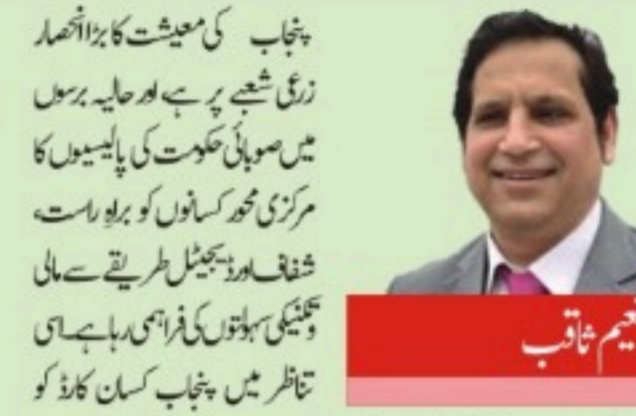 پنجاب کی معیشت کا بڑا انحصار
زرعی شعبے پر ہے اور حالیہ برسوں
میں صوبائی حکومت کی پالیسیوں کا
مرکزی محور کسانوں کو براہ راست،
شفاف اور ڈیجیٹل طریقے سے مالی
و تکنیکی سہولتوں کی فراہمی رہا ہے۔ اسی
تناظر میں پنجاب کسان کارڈ کو
نعیم ثاقب